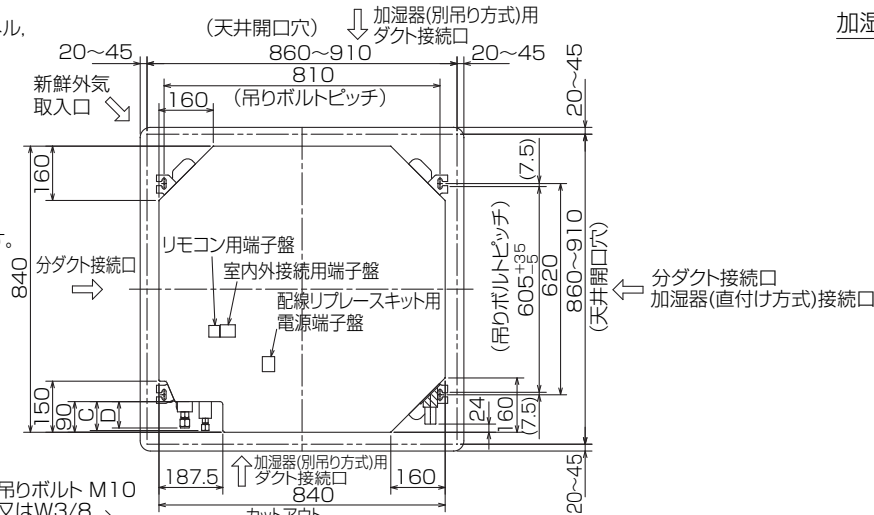 ル,
(天井開口穴)
加湿器(別吊り方式)用
ダクト接続口
加湿
20~45
860~910
20~45
810
(吊りボルトピッチ)
160
新鮮外気
取入口
20~45
160
(7.5)
す。
840
分ダクト接続口
リモコン用端子盤
室内外接続用端子盤
配線リプレースキット用
電源端子盤
(吊りボルトピッチ)
605 +35 -5
620
860~910
(天井開口穴)
分ダクト接続口
加湿器(直付け方式)接続口
150
90
C
D
24
160
(7.5)
187.5
加湿器(別吊り方式)用
ダクト接続口
160
840
20~45
吊りボルト M10
又はW3/8
カットアウト